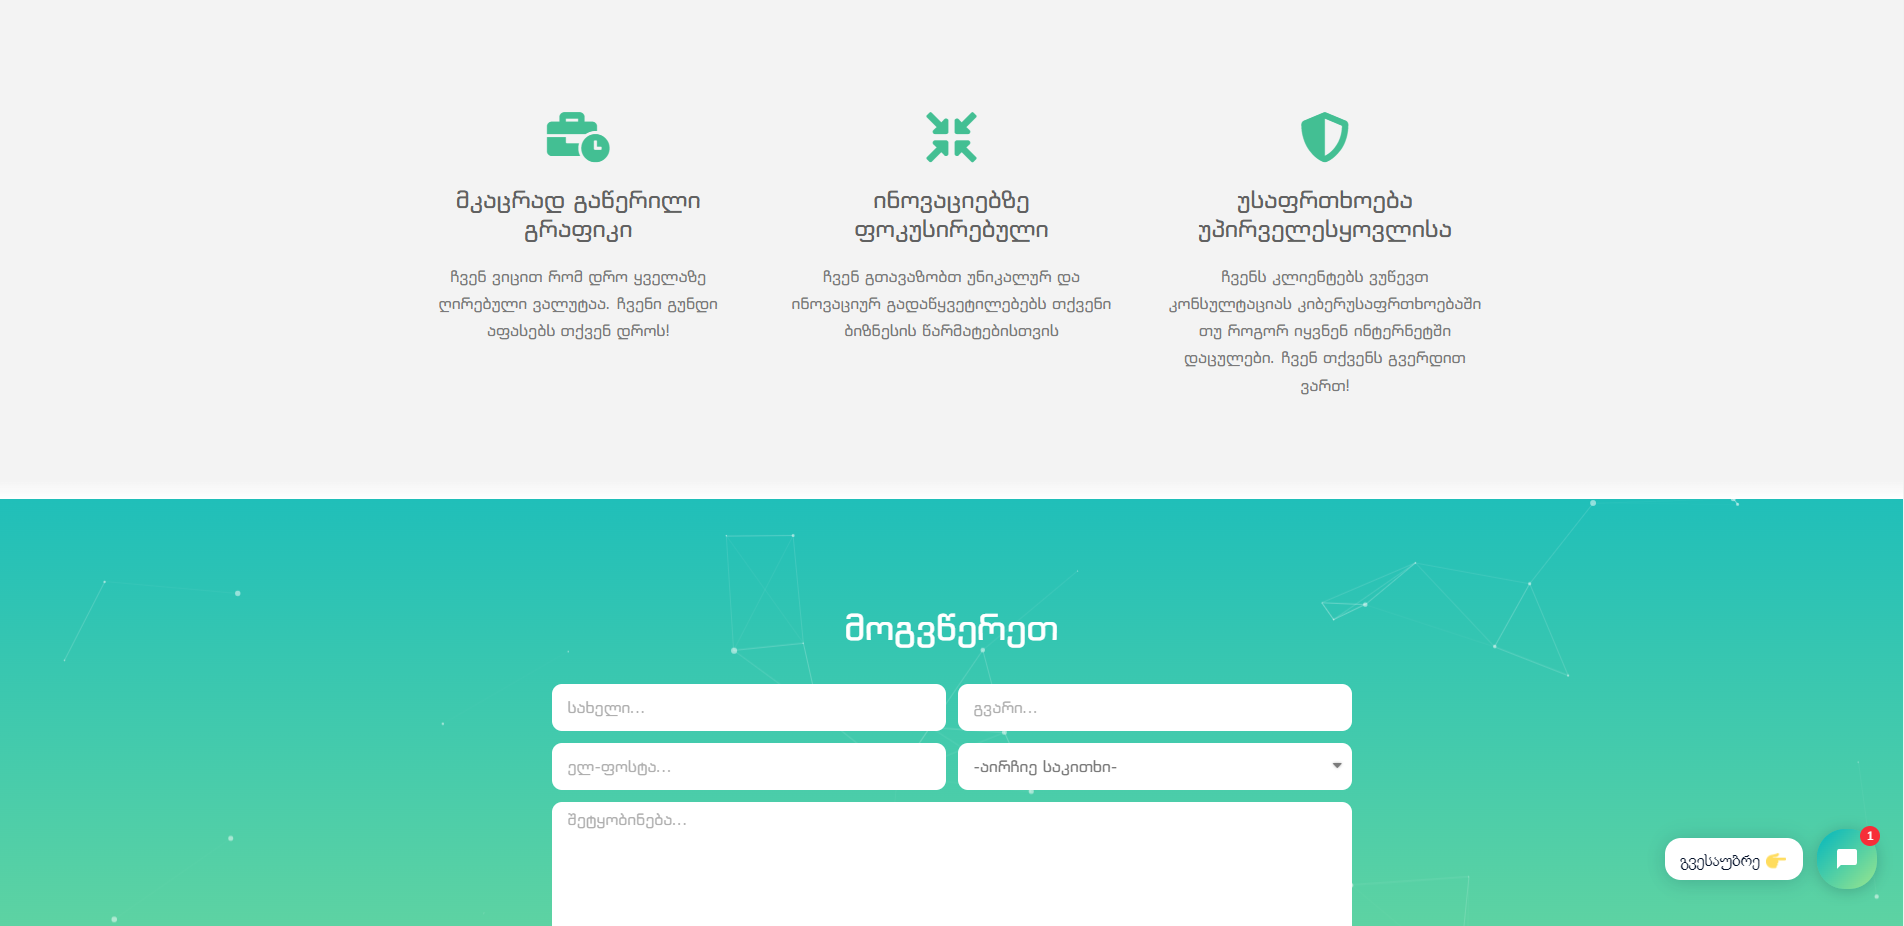 მკაცრად გაწერილი
გრაფიკი
ჩვენ ვიცით რომ დრო ყველაზე
ღირებული ვალუტაა. ჩვენი გუნდი
აფასებს თქვენ დროს!
ინოვაციებზე
ფოკუსირებული
ჩვენ გთავაზობთ უნიკალურ და
ინოვაციურ გადაწყვეტილებებს თქვენი
ბიზნესის წარმატებისთვის
უსაფრთხოება
უპირველესყოვლისა
ჩვენს კლიენტებს ვუწევთ
კონსულტაციას კიბერუსაფრთხოებაში
თუ როგორ იყვნენ ინტერნეტში
დაცულები. ჩვენ თქვენს გვერდით
ვართ!
მოგვწერეთ
სახელი...
გვარი...
ელ-ფოსტა...
-აირჩიე საკითხი-
შეტყობინება...
გვესაუბრე 👉
1